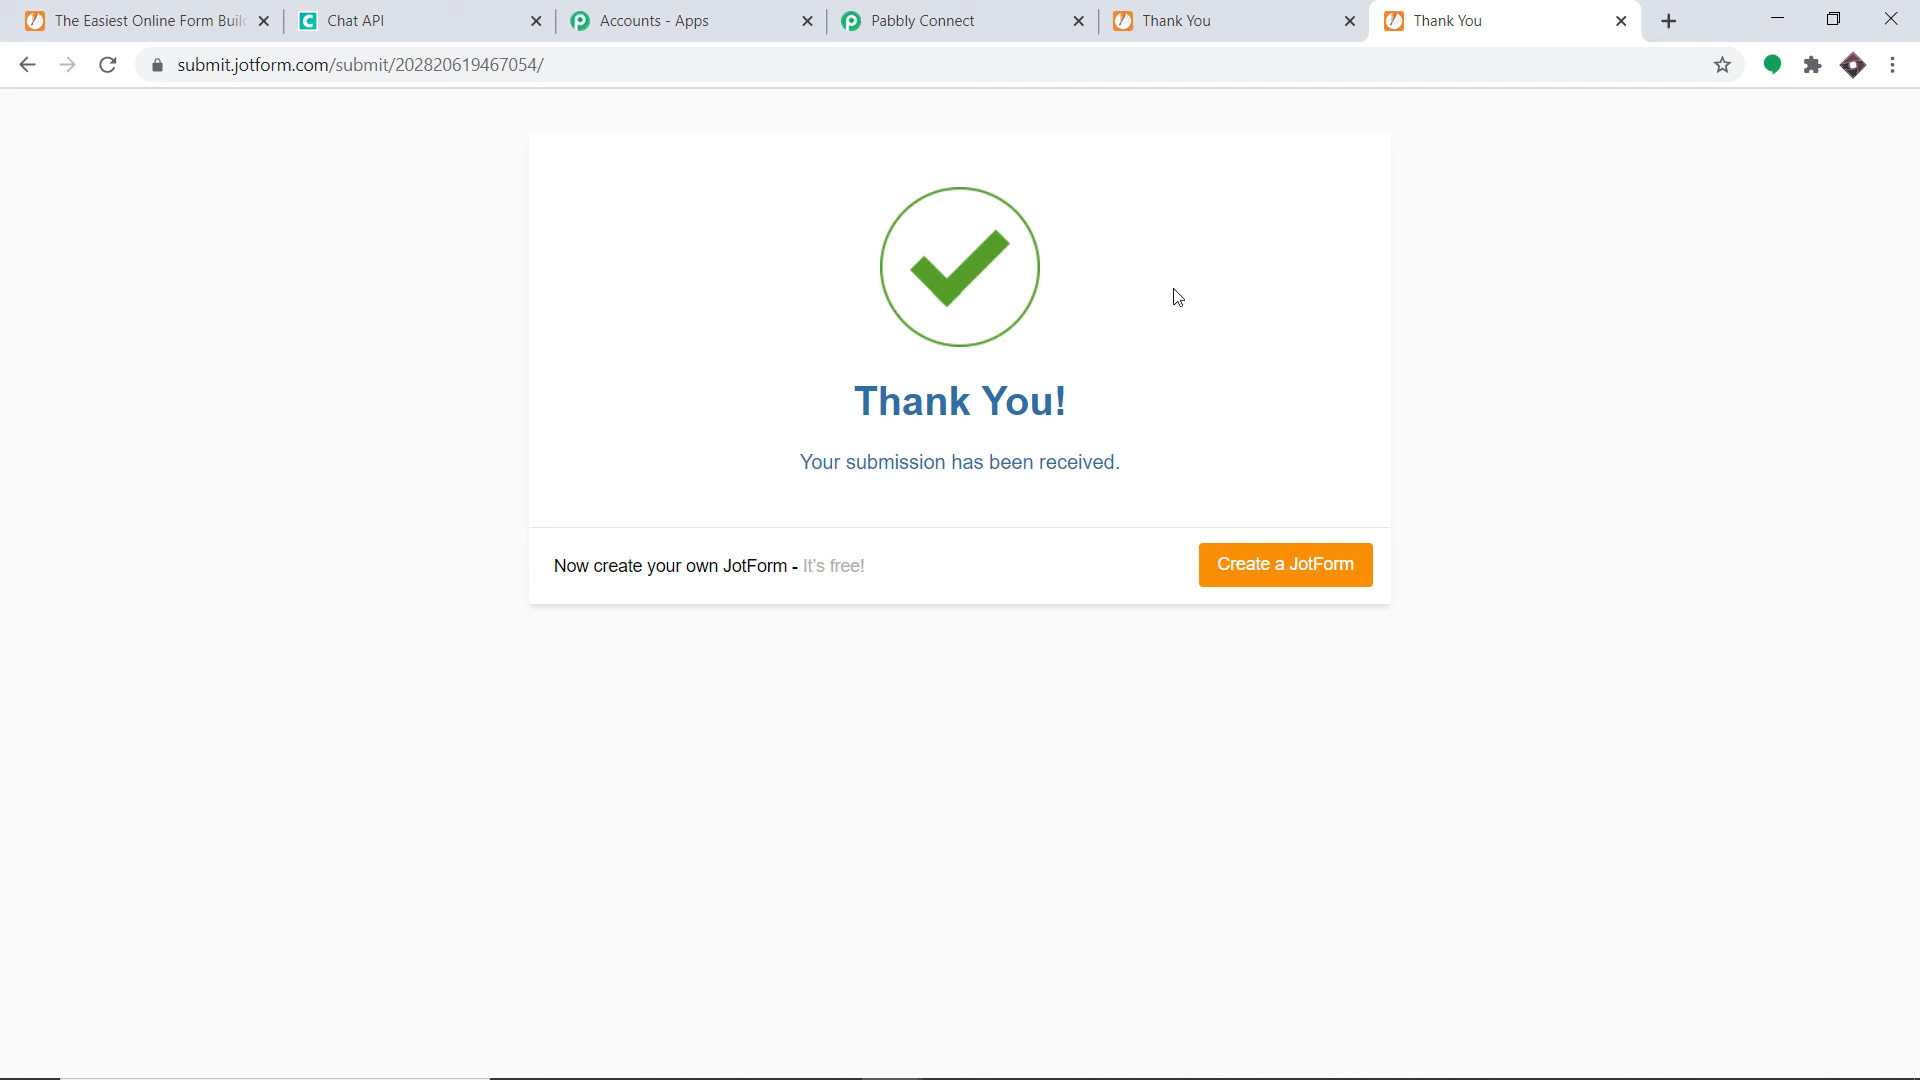 The Easiest Online Form Buil
Chat API
Accounts - Apps
Pabbly Connect
Thank You
Thank You
submit.jotform.com/submit/202820619467054/
Thank You!
Your submission has been received.
Now create your own JotForm - It's free!
Create a JotForm